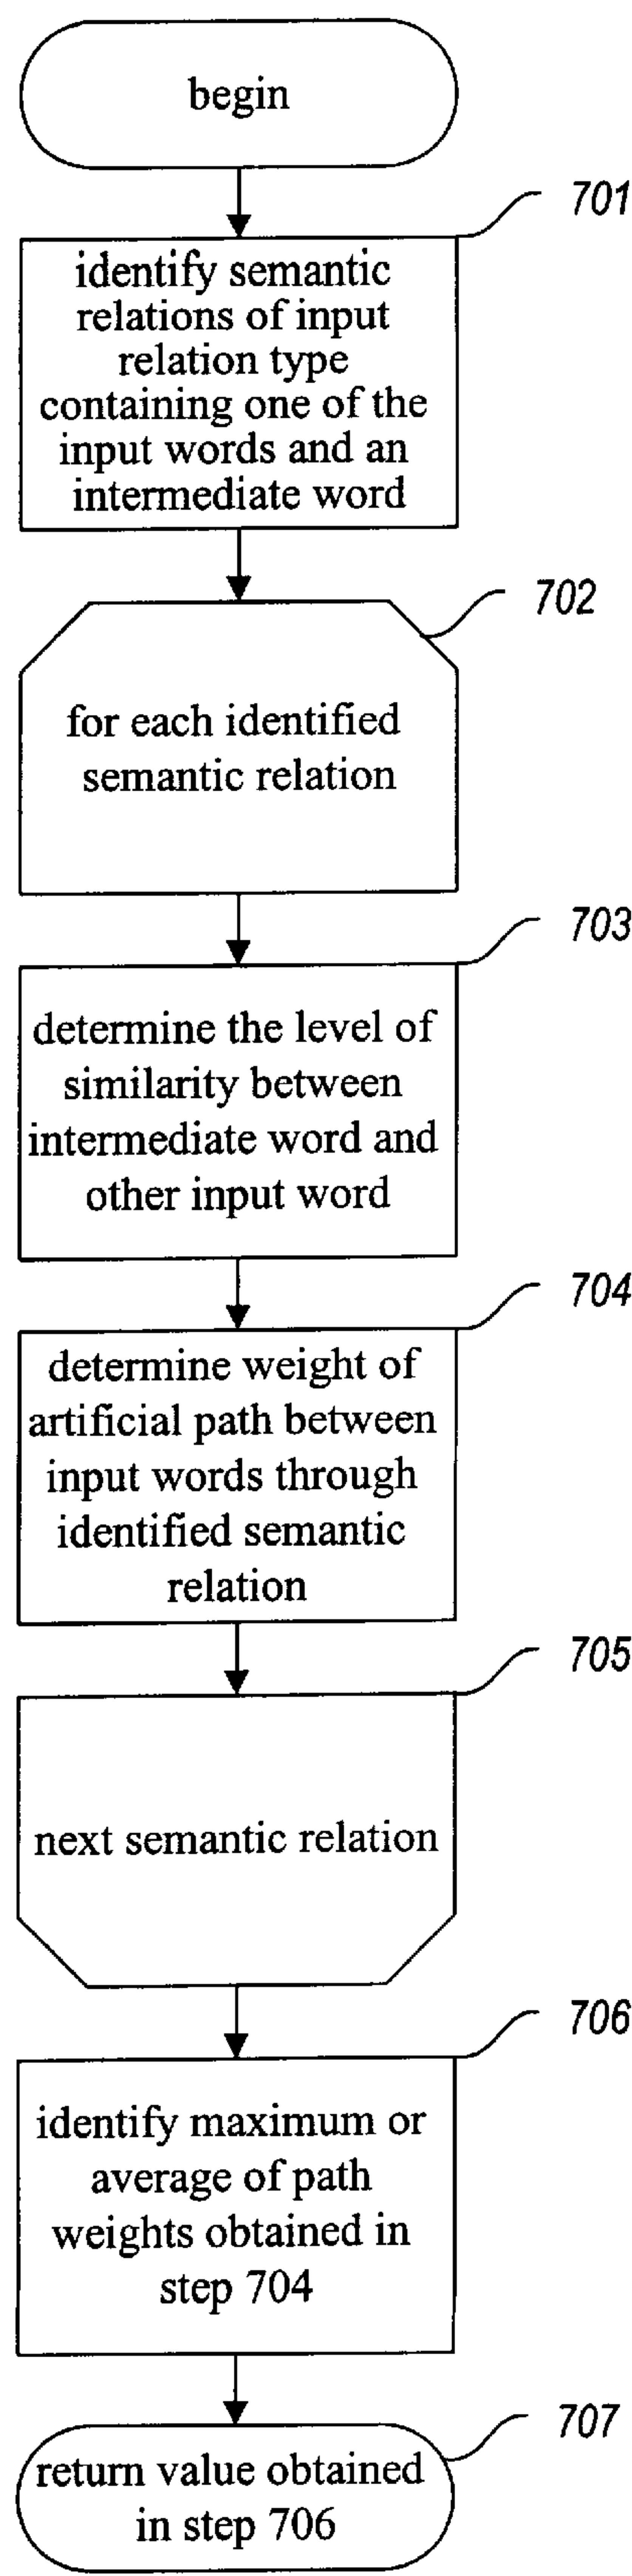 begin
701
identify semantic
relations of input
relation type
containing one of the
input words and an
intermediate word
702
for each identified
semantic relation
703
determine the level of
similarity between
intermediate word and
other input word
704
determine weight of
artificial path between
input words through
identified semantic
relation
705
next semantic relation
706
identify maximum or
average of path
weights obtained in
step 704
707
return value obtained
in step 706